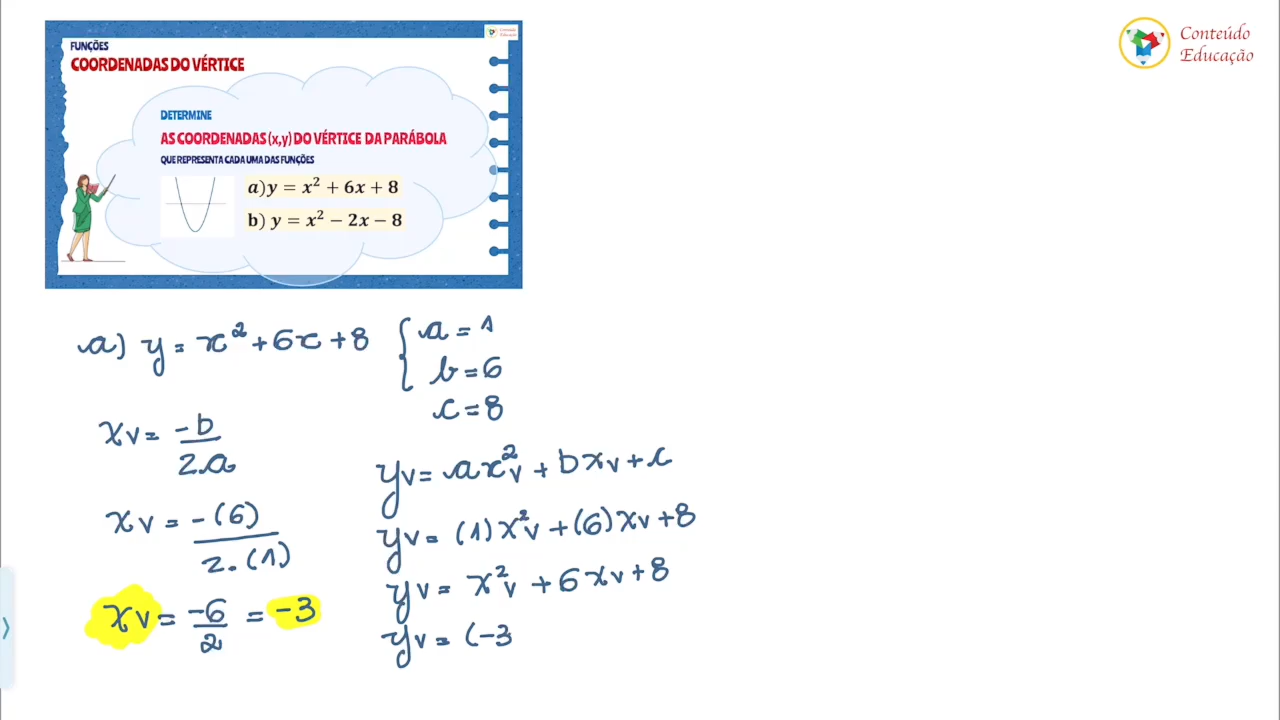 Conteúdo
Educação
FUNÇÕES
COORDENADAS DO VÉRTICE
DETERMINE
AS COORDENADAS (x,y) DO VÉRTICE DA PARÁBOLA
QUE REPRESENTA CADA UMA DAS FUNÇÕES
a)y = x² + 6x + 8
b) y = x² − 2x − 8
Conteúdo
Educação
a) y = x² + 6x + 8 { a = 1
b = 6
c = 8
xv = -b/2.a
xv = -(6)/2.(1)
xv = -6/2 = -3
yv = ax²v + bxv + c
yv = (1)x²v + (6)xv + 8
yv = x²v + 6xv + 8
yv = (-3